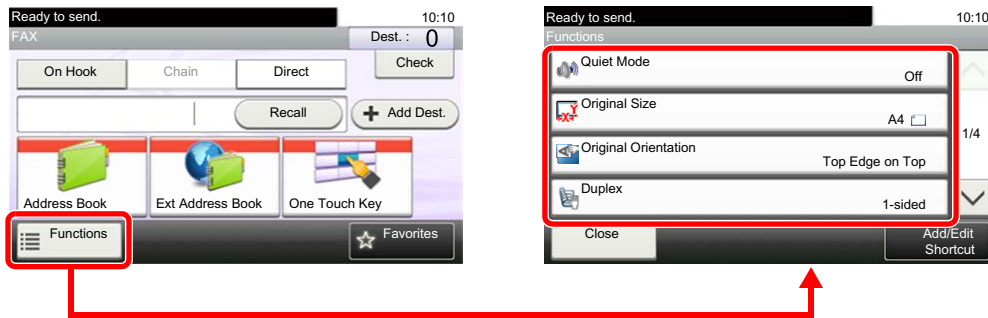 Ready to send.
10:10
FAX
Dest. : 0
On Hook
Chain
Direct
Check
Recall
Add Dest.
Address Book
Ext Address Book
One Touch Key
Functions
Favorites
Ready to send.
10:10
Functions
Quiet Mode
Off
Original Size
A4
1/4
Original Orientation
Top Edge on Top
Duplex
1-sided
Close
Add/Edit
Shortcut